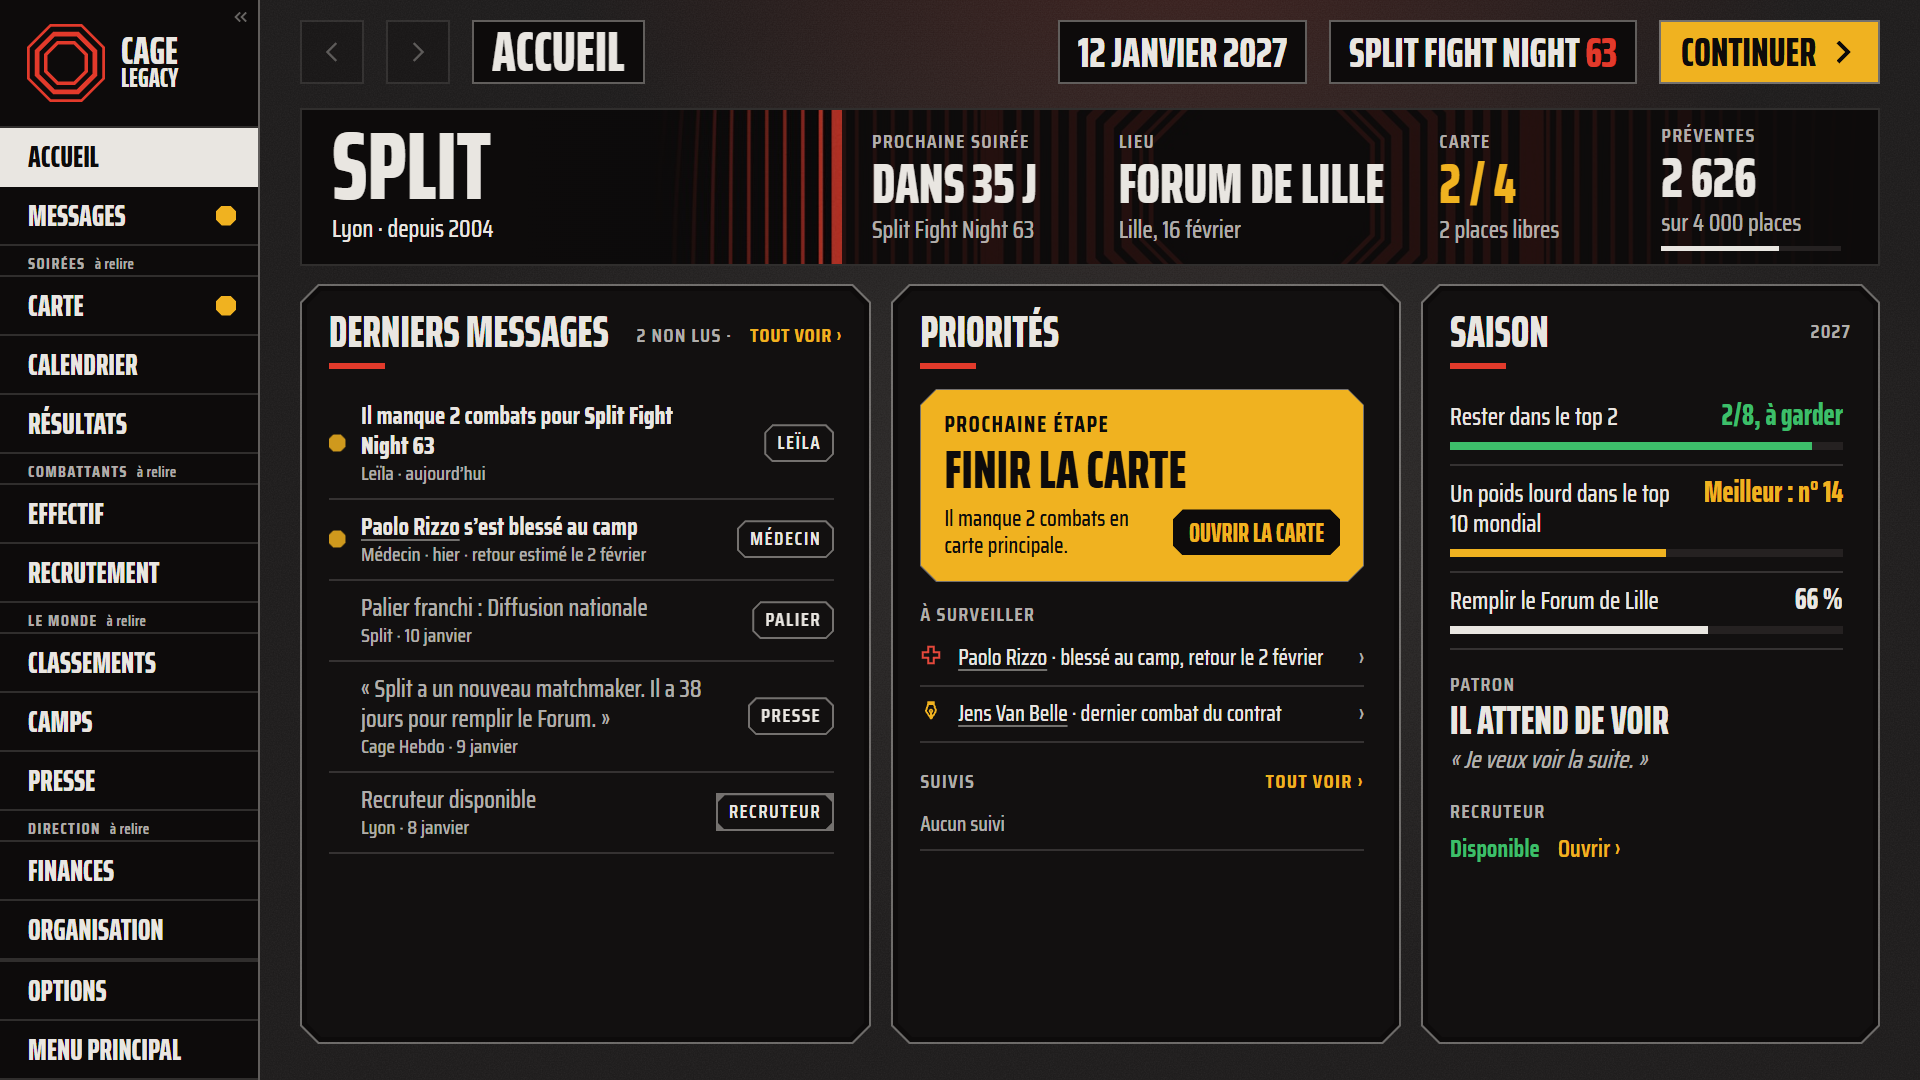 CAGE
LEGACY
«
ACCUEIL
MESSAGES
SOIRÉES à relire
CARTE
CALENDRIER
RÉSULTATS
COMBATTANTS à relire
EFFECTIF
RECRUTEMENT
LE MONDE à relire
CLASSEMENTS
CAMPS
PRESSE
DIRECTION à relire
FINANCES
ORGANISATION
OPTIONS
MENU PRINCIPAL
ACCUEIL
12 JANVIER 2027
SPLIT FIGHT NIGHT 63
CONTINUER
SPLIT
Lyon · depuis 2004
PROCHAINE SOIRÉE
DANS 35 J
Split Fight Night 63
LIEU
FORUM DE LILLE
Lille, 16 février
CARTE
2 / 4
2 places libres
PRÉVENTES
2 626
sur 4 000 places
DERNIERS MESSAGES 2 NON LUS · TOUT VOIR ›
Il manque 2 combats pour Split Fight
Night 63
Leïla · aujourd’hui
LEÏLA
Paolo Rizzo s’est blessé au camp
Médecin · hier · retour estimé le 2 février
MÉDECIN
Palier franchi : Diffusion nationale
Split · 10 janvier
PALIER
« Split a un nouveau matchmaker. Il a 38
jours pour remplir le Forum. »
Cage Hebdo · 9 janvier
PRESSE
Recruteur disponible
Lyon · 8 janvier
RECRUTEUR
PRIORITÉS
PROCHAINE ÉTAPE
FINIR LA CARTE
Il manque 2 combats en
carte principale.
OUVRIR LA CARTE
À SURVEILLER
Paolo Rizzo · blessé au camp, retour le 2 février ›
Jens Van Belle · dernier combat du contrat ›
SUIVIS TOUT VOIR ›
Aucun suivi
SAISON 2027
Rester dans le top 2 2/8, à garder
Un poids lourd dans le top
10 mondial
Meilleur : n° 14
Remplir le Forum de Lille 66 %
PATRON
IL ATTEND DE VOIR
« Je veux voir la suite. »
RECRUTEUR
Disponible Ouvrir ›